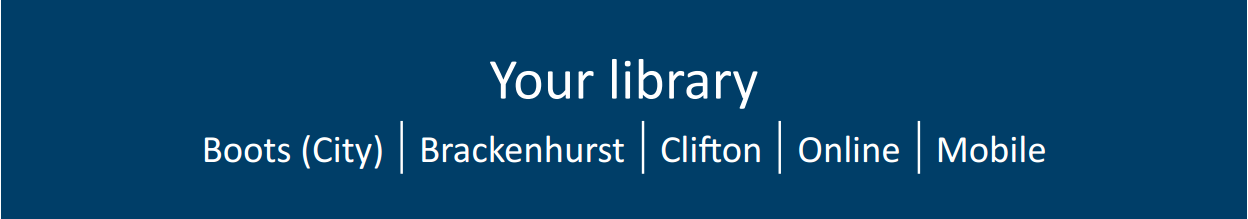 Your library
Boots (City) | Brackenhurst | Clifton | Online | Mobile